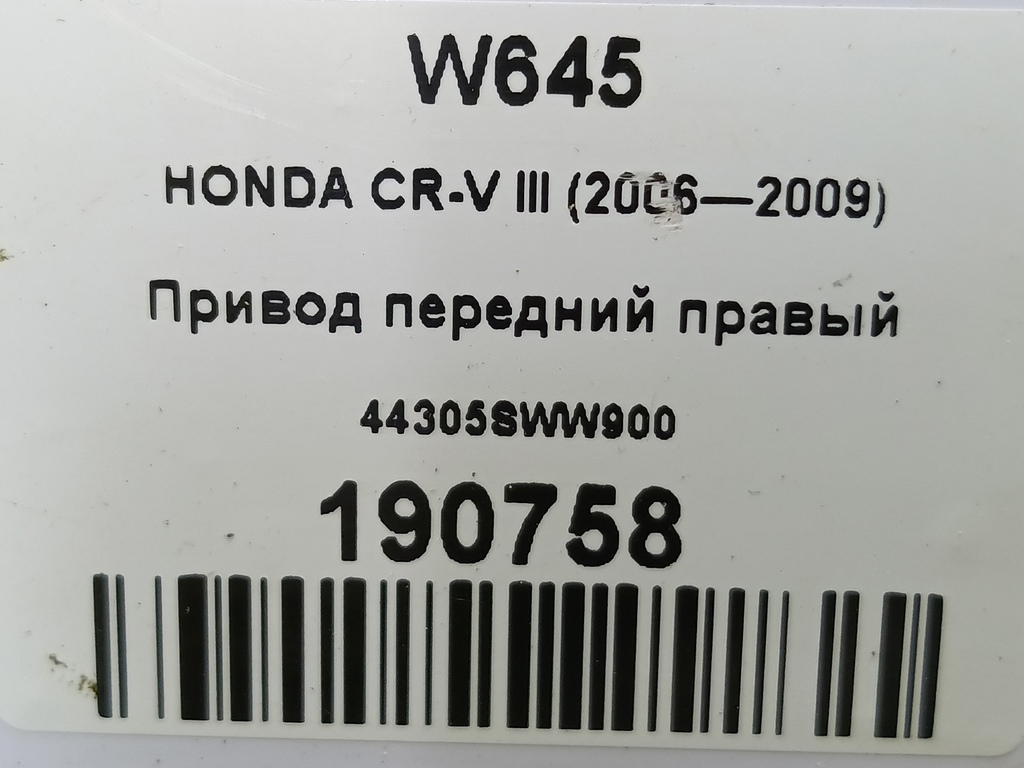 W645
HONDA CR-V III (2006—2009)
Привод передний правый
44305SWW900
190758